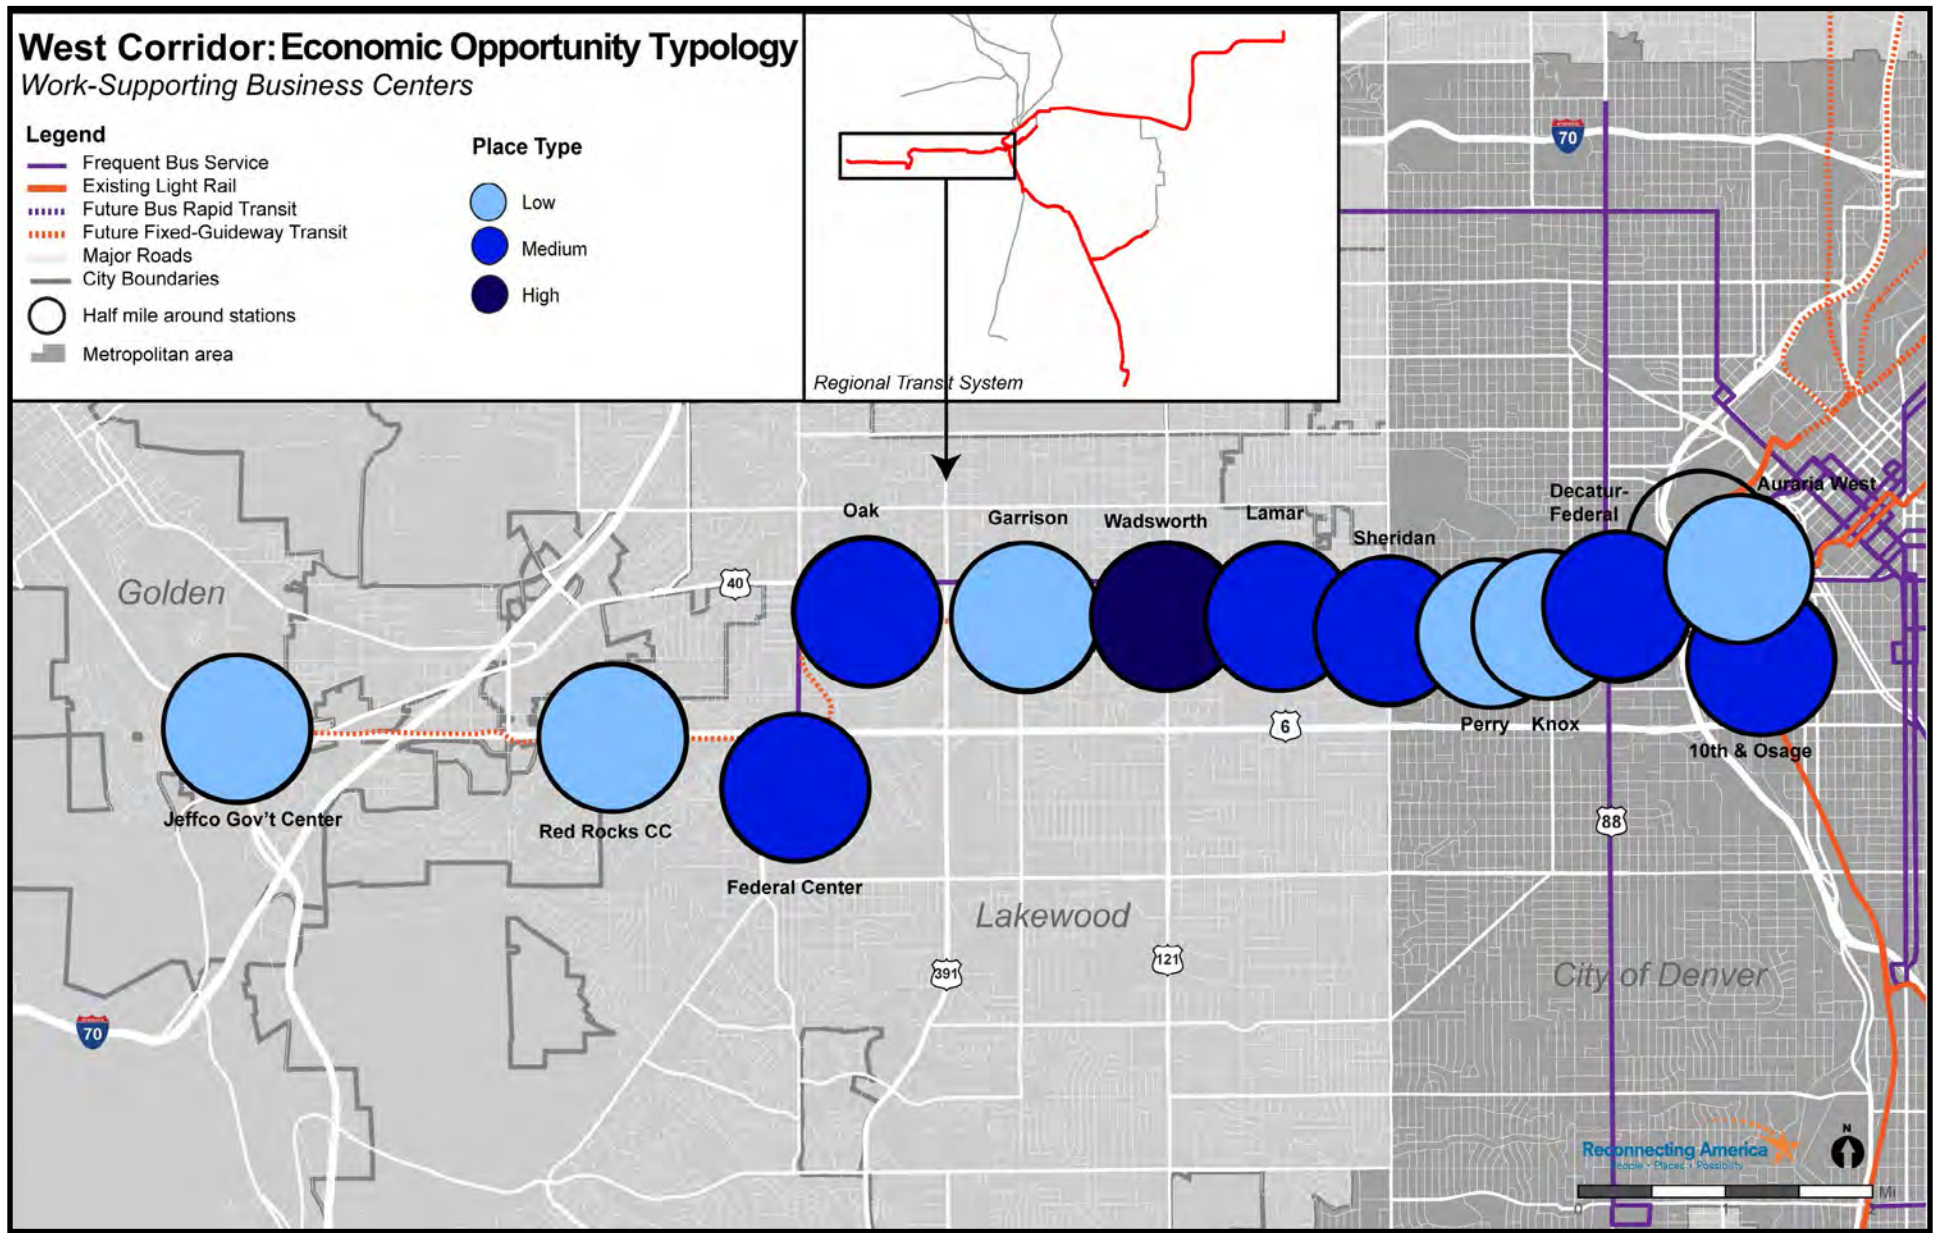 West Corridor: Economic Opportunity Typology
Work-Supporting Business Centers
Legend
Frequent Bus Service
Existing Light Rail
Future Bus Rapid Transit
Future Fixed-Guideway Transit
Major Roads
City Boundaries
Half mile around stations
Metropolitan area
Place Type
Low
Medium
High
Regional Transit System
70
Oak
Garrison
Wadsworth
Lamar
Sheridan
Decatur-
Federal
Auraria West
Golden
40
6
Perry
Knox
10th & Osage
Jeffco Gov't Center
Red Rocks CC
88
Federal Center
Lakewood
391
121
City of Denver
70
Reconnecting America
People • Places • Possibility
N
Mi
0
1
2